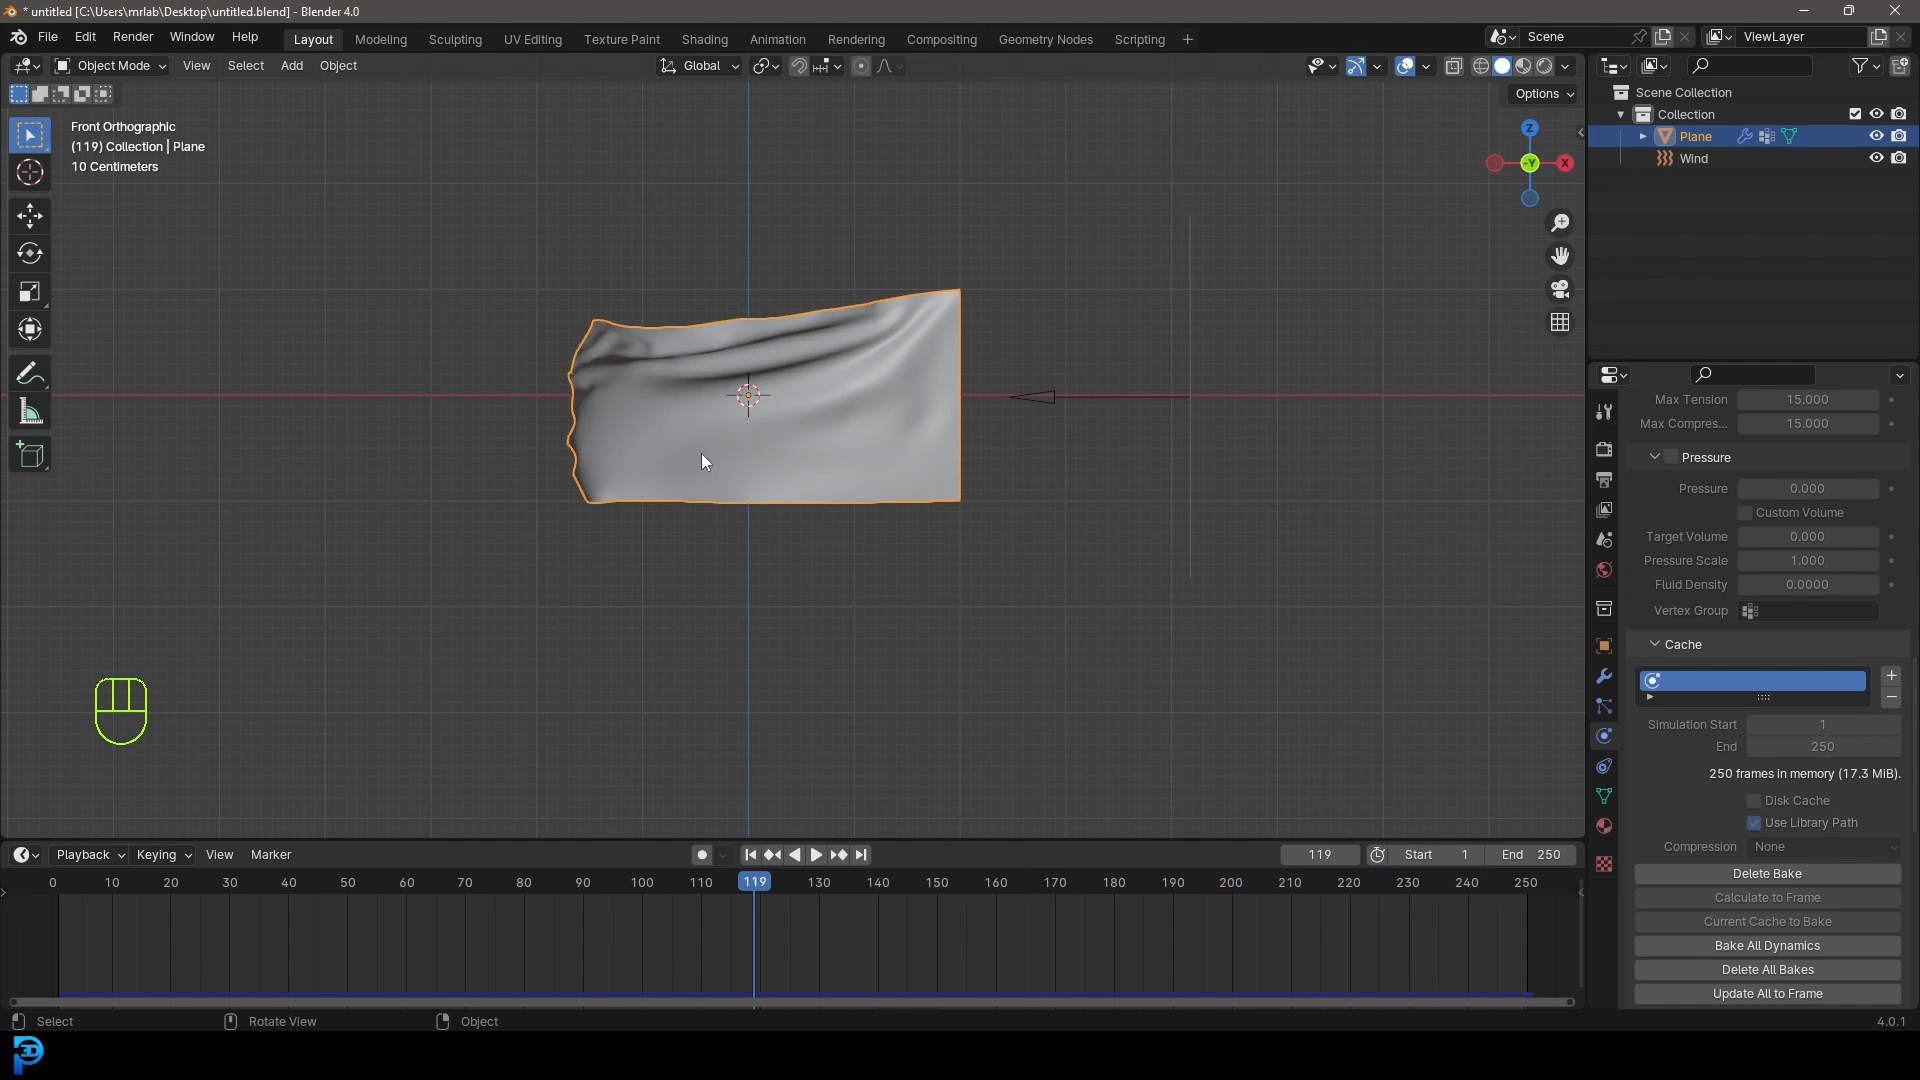 * untitled [C:\Users\mrlab\Desktop\untitled.blend] - Blender 4.0
File Edit Render Window Help Layout Modeling Sculpting UV Editing Texture Paint Shading Animation Rendering Compositing Geometry Nodes Scripting + Scene ViewLayer
Object Mode View Select Add Object Global
Options
Front Orthographic
(119) Collection | Plane
10 Centimeters
Z
-Y
X
Scene Collection
Collection
Plane
Wind
Max Tension 15.000
Max Compres... 15.000
Pressure
Pressure 0.000
Custom Volume
Target Volume 0.000
Pressure Scale 1.000
Fluid Density 0.0000
Vertex Group
Cache
Simulation Start 1
End 250
250 frames in memory (17.3 MiB).
Disk Cache
Use Library Path
Compression None
Delete Bake
Calculate to Frame
Current Cache to Bake
Bake All Dynamics
Delete All Bakes
Update All to Frame
Playback Keying View Marker 119 Start 1 End 250
0 10 20 30 40 50 60 70 80 90 100 110 119 130 140 150 160 170 180 190 200 210 220 230 240 250
Select Rotate View Object 4.0.1
3D